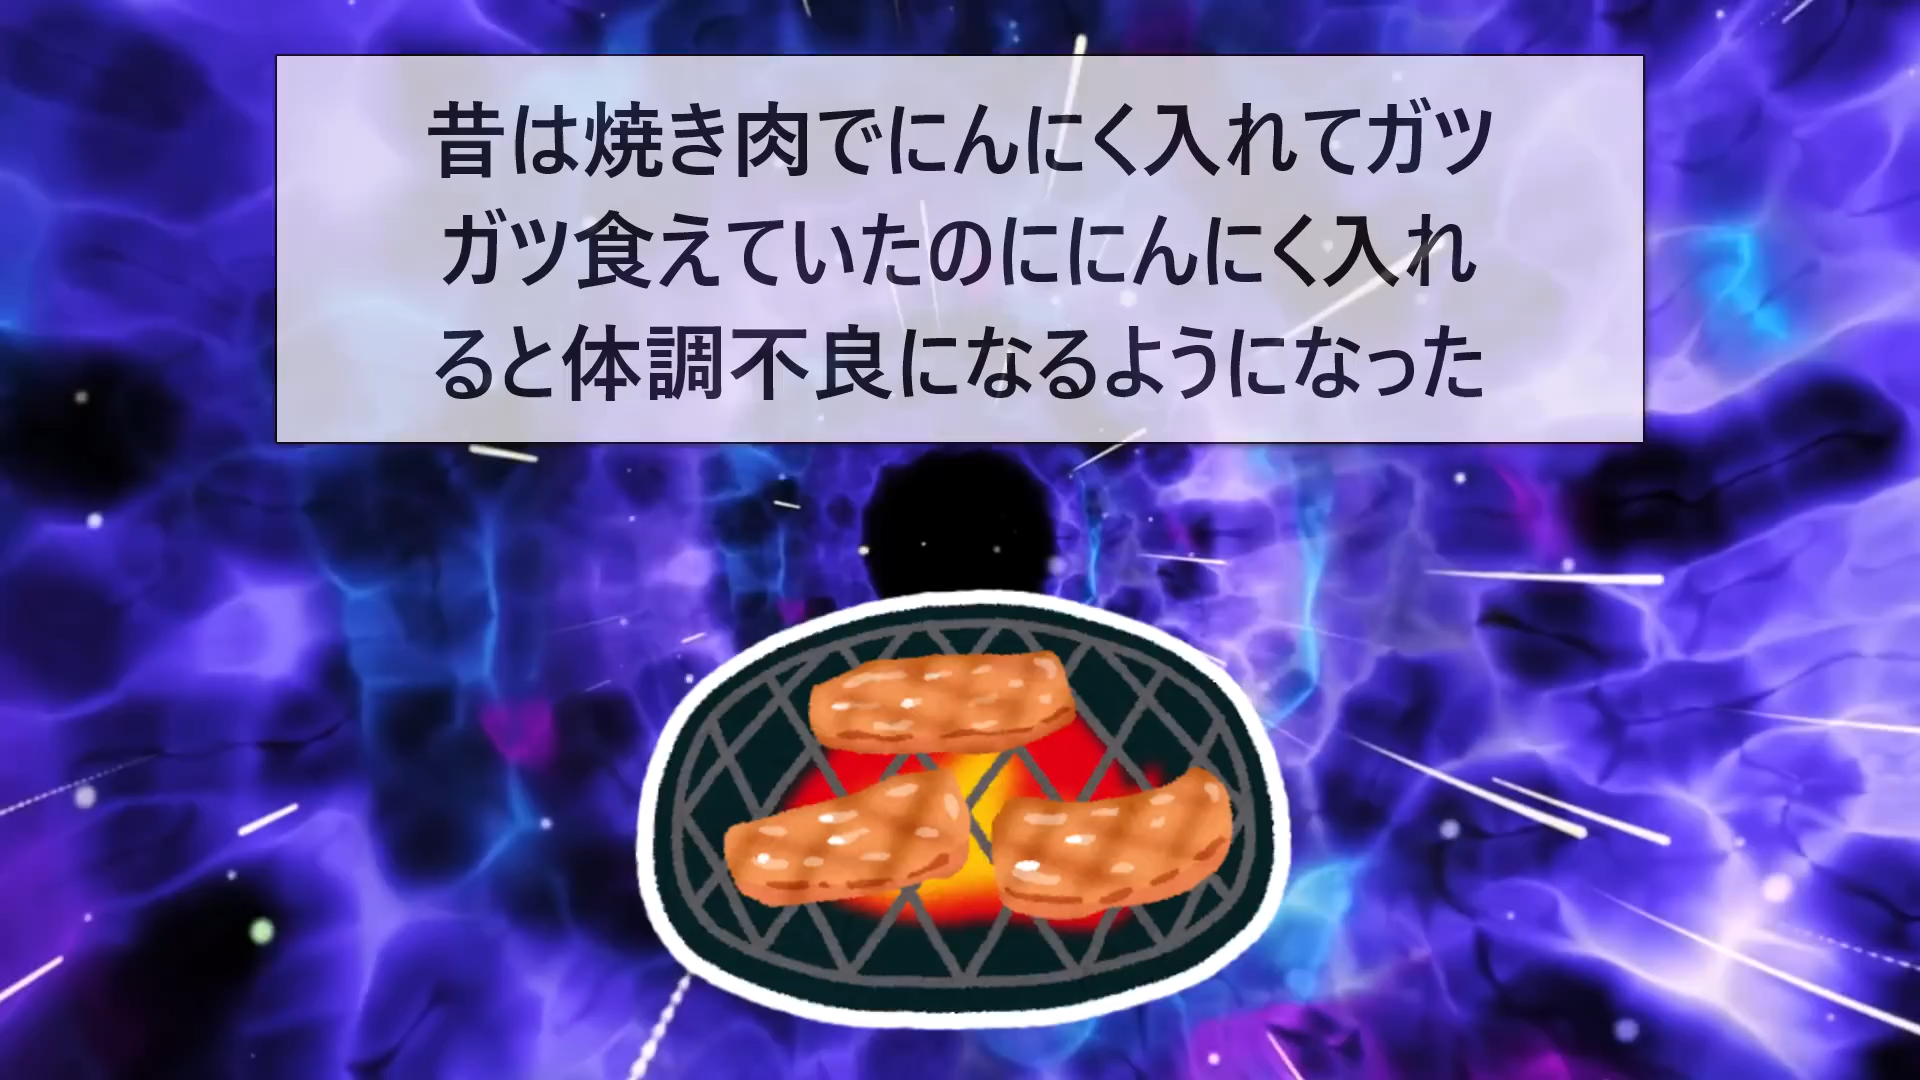 昔は焼き肉でにんにく入れてガツ
ガツ食えていたのににんにく入れ
ると体調不良になるようになった